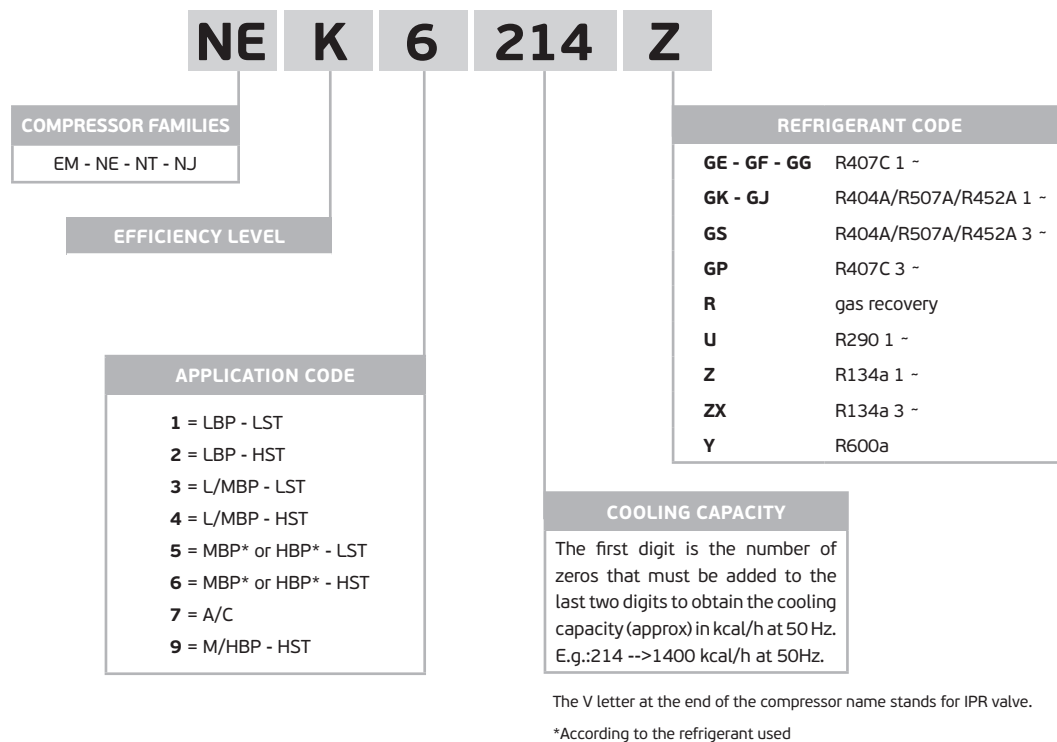 NE K 6 214 Z
COMPRESSOR FAMILIES
EM - NE - NT - NJ
EFFICIENCY LEVEL
APPLICATION CODE
1 = LBP - LST
2 = LBP - HST
3 = L/MBP - LST
4 = L/MBP - HST
5 = MBP* or HBP* - LST
6 = MBP* or HBP* - HST
7 = A/C
9 = M/HBP - HST
REFRIGERANT CODE
GE - GF - GG R407C 1 ~
GK - GJ R404A/R507A/R452A 1 ~
GS R404A/R507A/R452A 3 ~
GP R407C 3 ~
R gas recovery
U R290 1 ~
Z R134a 1 ~
ZX R134a 3 ~
Y R600a
COOLING CAPACITY
The first digit is the number of
zeros that must be added to the
last two digits to obtain the cooling
capacity (approx) in kcal/h at 50 Hz.
E.g.:214 -->1400 kcal/h at 50Hz.
The V letter at the end of the compressor name stands for IPR valve.
*According to the refrigerant used